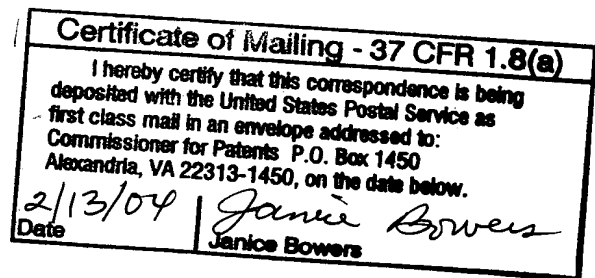 Certificate of Mailing - 37 CFR 1.8(a)
I hereby certify that this correspondence is being
deposited with the United States Postal Service as
first class mail in an envelope addressed to:
Commissioner for Patents P.O. Box 1450
Alexandria, VA 22313-1450, on the date below.
2/13/04 Janice Bowers
Date Janice Bowers